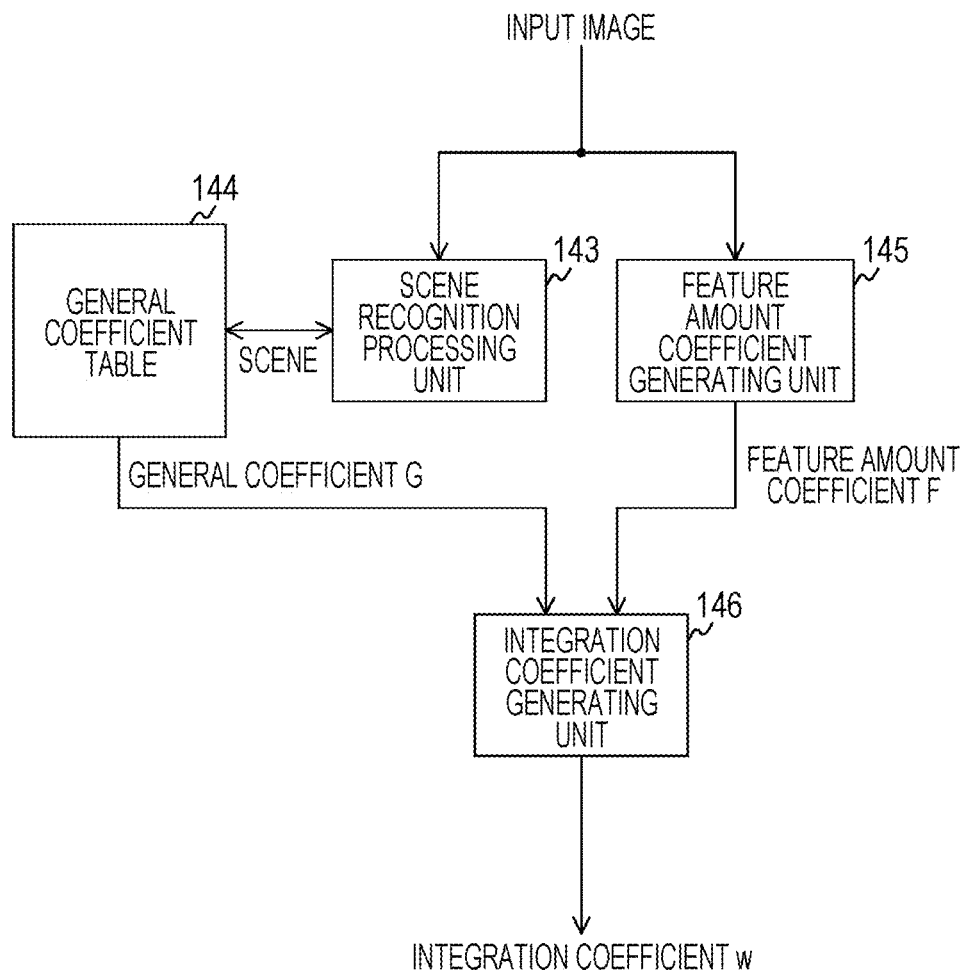 INPUT IMAGE
144
143
145
GENERAL
COEFFICIENT
TABLE
SCENE
SCENE
RECOGNITION
PROCESSING
UNIT
FEATURE
AMOUNT
COEFFICIENT
GENERATING UNIT
GENERAL COEFFICIENT G
FEATURE AMOUNT
COEFFICIENT F
146
INTEGRATION
COEFFICIENT
GENERATING
UNIT
INTEGRATION COEFFICIENT w